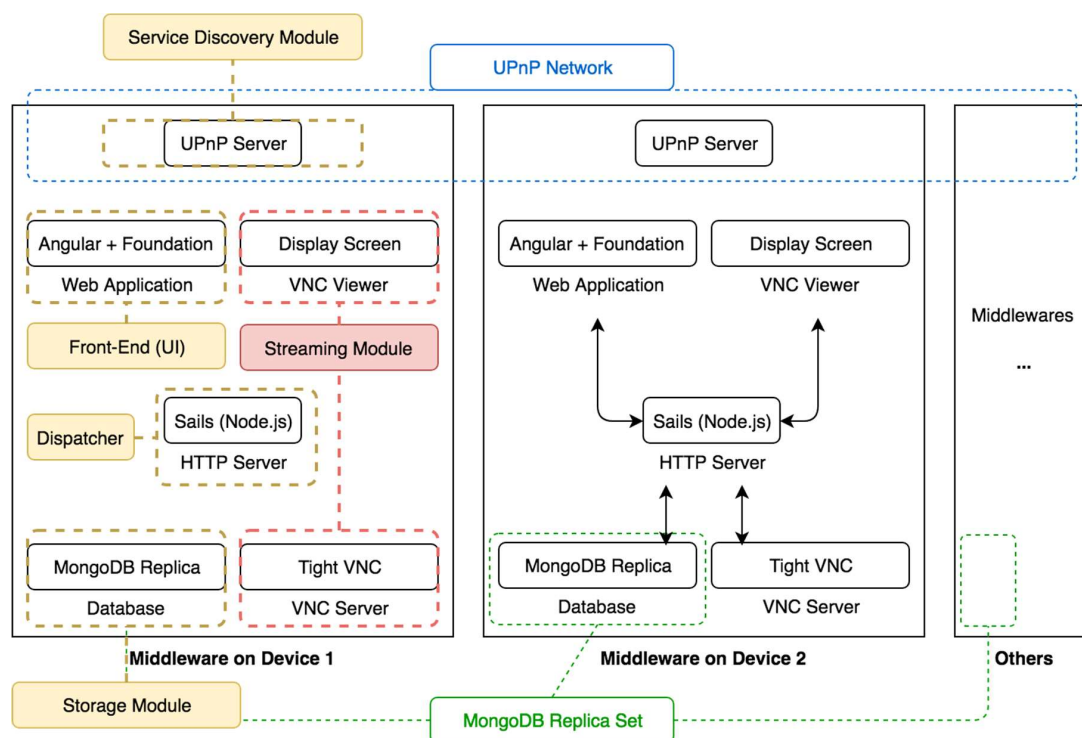 Service Discovery Module
UPnP Network
UPnP Server
UPnP Server
Angular + Foundation
Web Application
Display Screen
VNC Viewer
Angular + Foundation
Web Application
Display Screen
VNC Viewer
Middlewares
...
Front-End (UI)
Streaming Module
Dispatcher
Sails (Node.js)
HTTP Server
Sails (Node.js)
HTTP Server
MongoDB Replica
Database
Tight VNC
VNC Server
MongoDB Replica
Database
Tight VNC
VNC Server
Middleware on Device 1
Middleware on Device 2
Others
Storage Module
MongoDB Replica Set